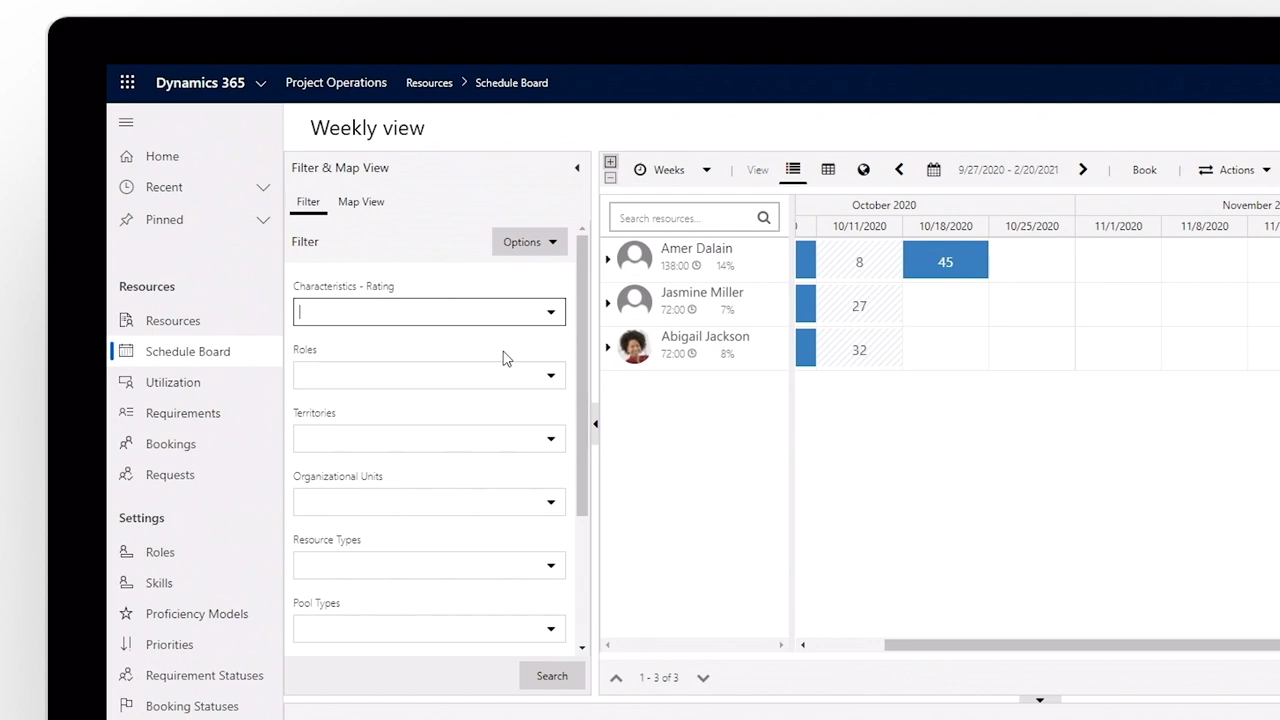 Dynamics 365
Project Operations
Resources > Schedule Board
Weekly view
Home
Recent
Pinned
Resources
Resources
Schedule Board
Utilization
Requirements
Bookings
Requests
Settings
Roles
Skills
Proficiency Models
Priorities
Requirement Statuses
Booking Statuses
Filter & Map View
Filter
Map View
Filter
Options
Characteristics - Rating
Roles
Territories
Organizational Units
Resource Types
Pool Types
Search
Weeks
View
9/27/2020 - 2/20/2021
Book
Actions
Search resources...
October 2020
November 2
10/11/2020
10/18/2020
10/25/2020
11/1/2020
11/8/2020
11/
Amer Dalain
138:00 14%
8
45
Jasmine Miller
72:00 7%
27
Abigail Jackson
72:00 8%
32
1 - 3 of 3